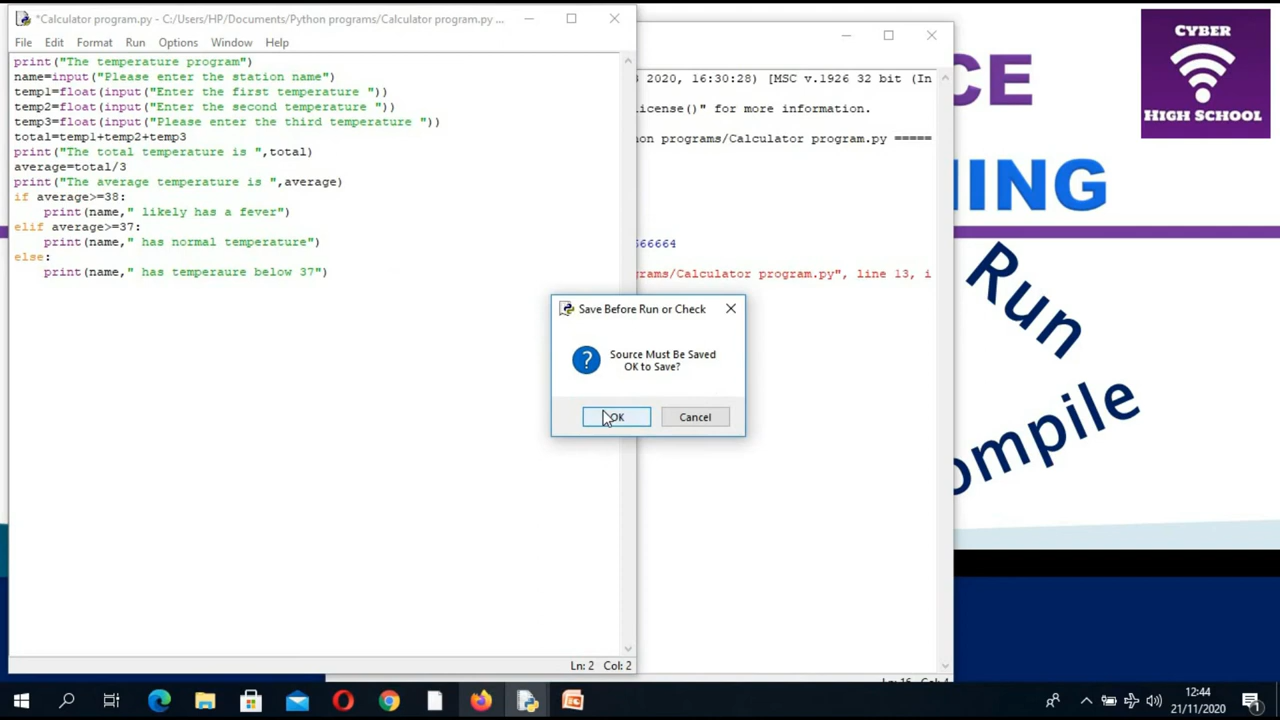 *Calculator program.py - C:/Users/HP/Documents/Python programs/Calculator program.py ...
File Edit Format Run Options Window Help
print("The temperature program")
name=input("Please enter the station name")
temp1=float(input("Enter the first temperature "))
temp2=float(input("Enter the second temperature "))
temp3=float(input("Please enter the third temperature "))
total=temp1+temp2+temp3
print("The total temperature is ",total)
average=total/3
print("The average temperature is ",average)
if average>=38:
    print(name," likely has a fever")
elif average>=37:
    print(name," has normal temperature")
else:
    print(name," has temperaure below 37")
Ln: 2 Col: 2
2020, 16:30:28) [MSC v.1926 32 bit (In
icense()" for more information.
on programs/Calculator program.py =====
66664
grams/Calculator program.py", line 13, i
Save Before Run or Check
Source Must Be Saved
OK to Save?
OK Cancel
CE
NING
Run
ompile
CYBER
HIGH SCHOOL
12:44
21/11/2020
1